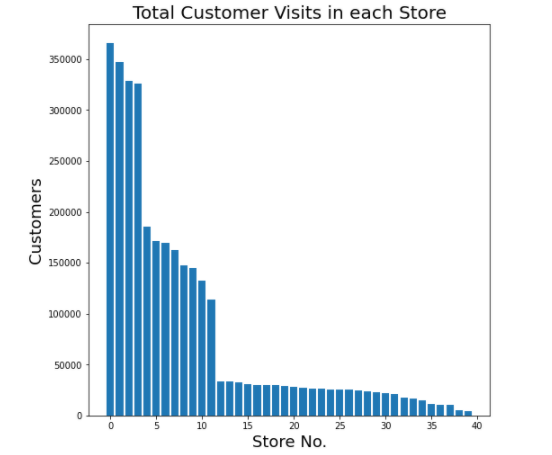 Total Customer Visits in each Store
350000
300000
250000
200000
150000
100000
50000
0
Customers
0 5 10 15 20 25 30 35 40
Store No.